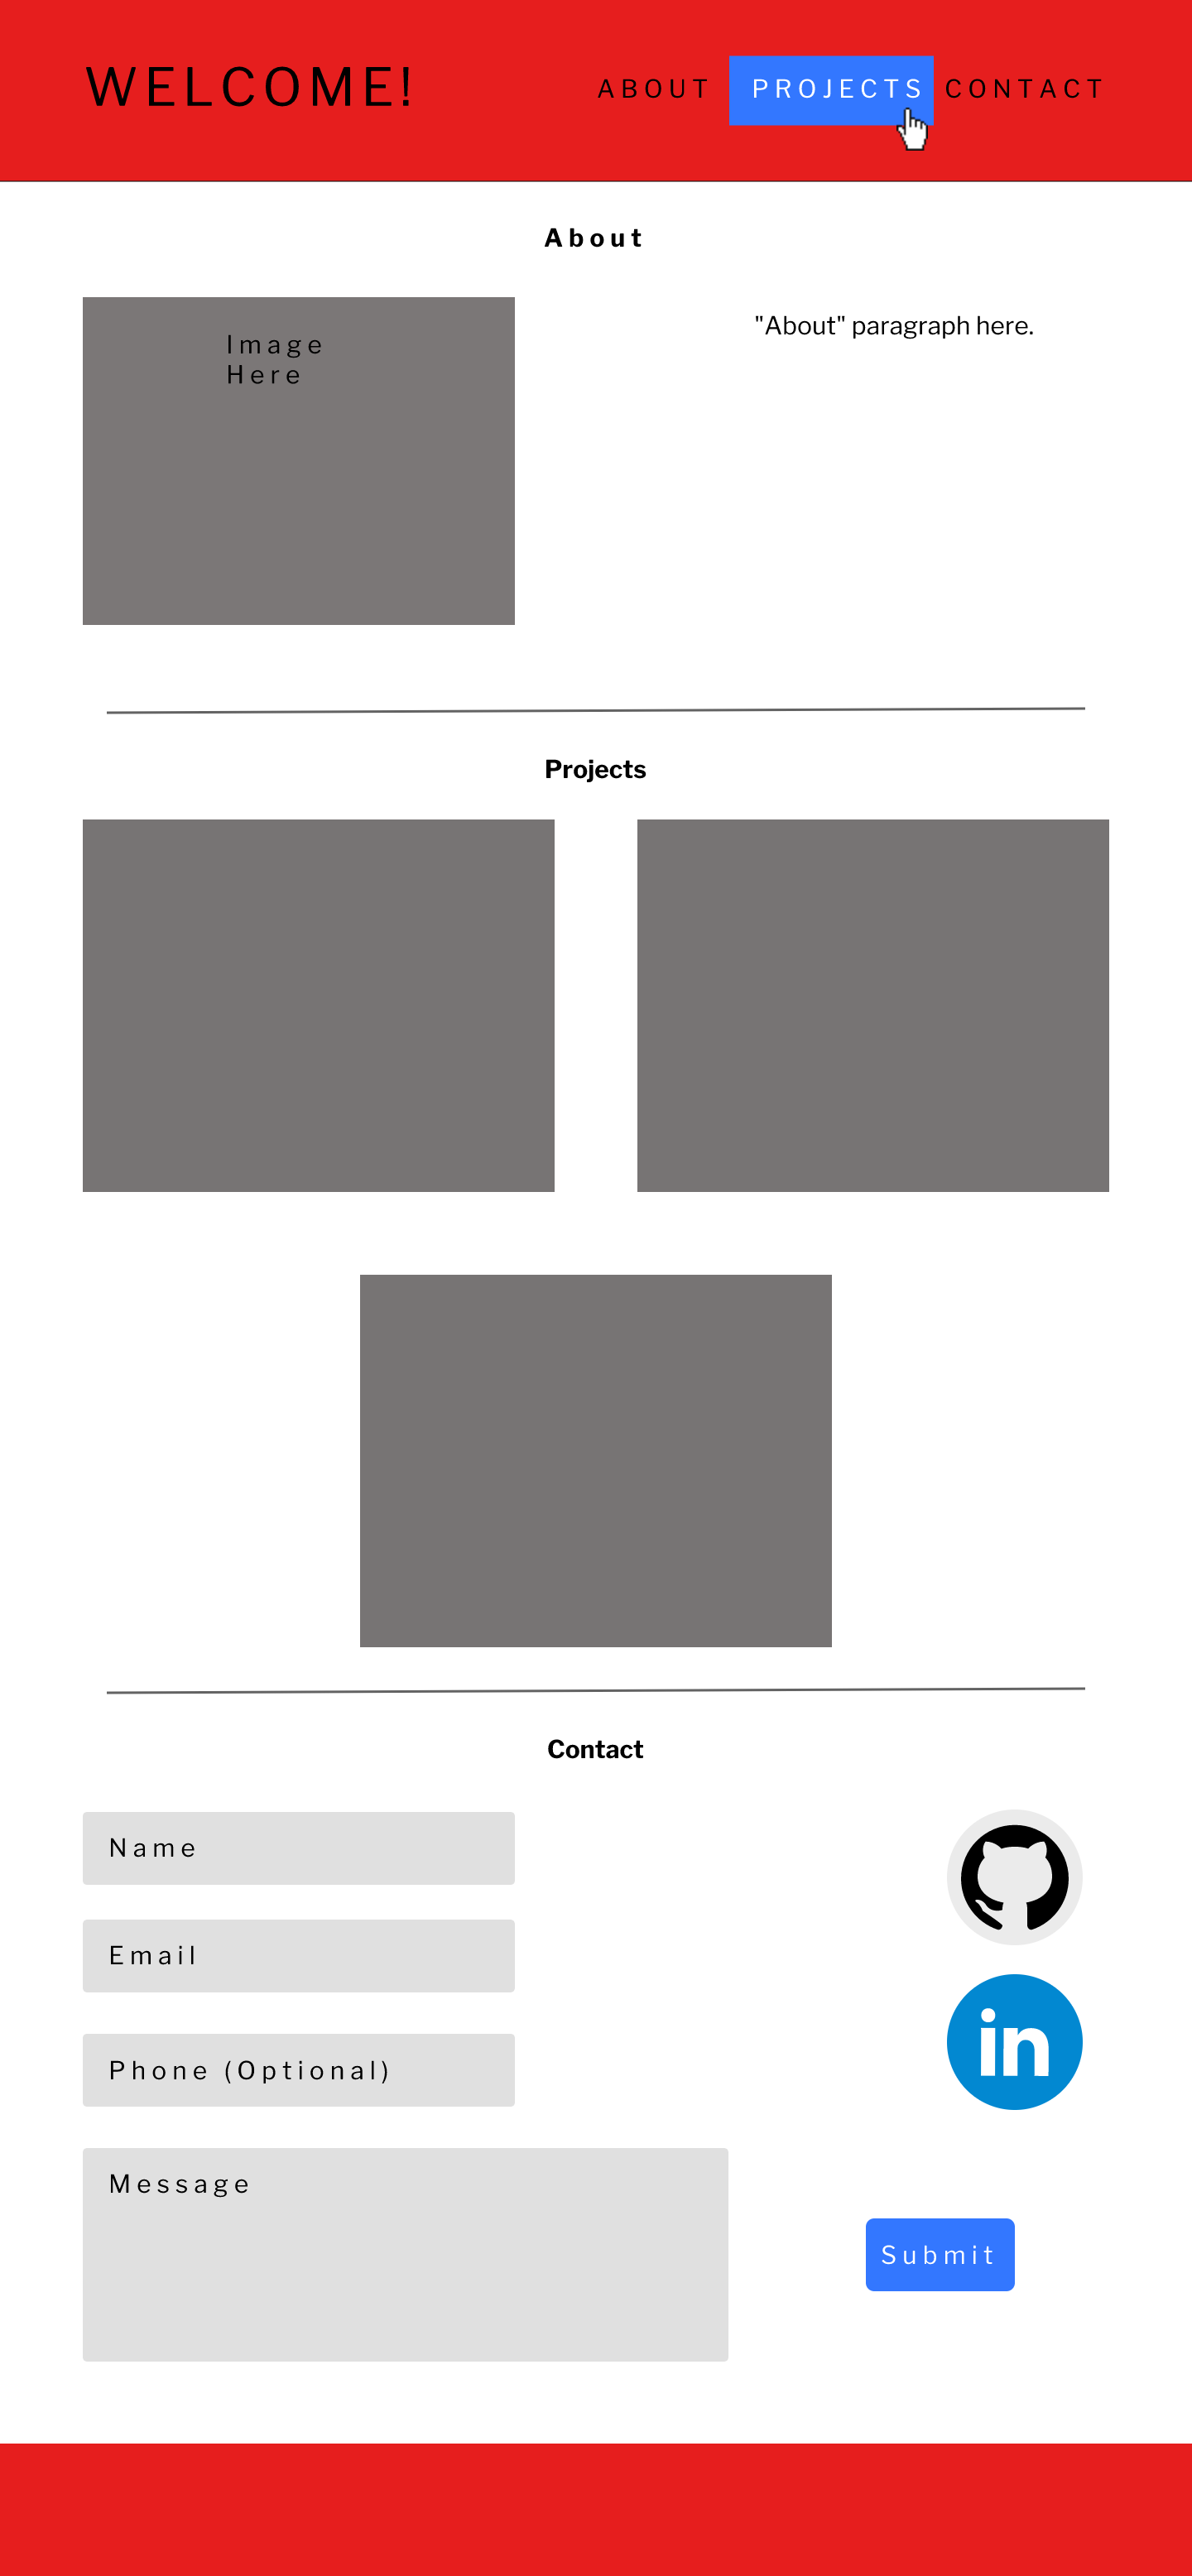 WELCOME!
ABOUT
PROJECTS
CONTACT
About
Image
Here
"About" paragraph here.
Projects
Contact
Name
Email
Phone (Optional)
Message
in
Submit